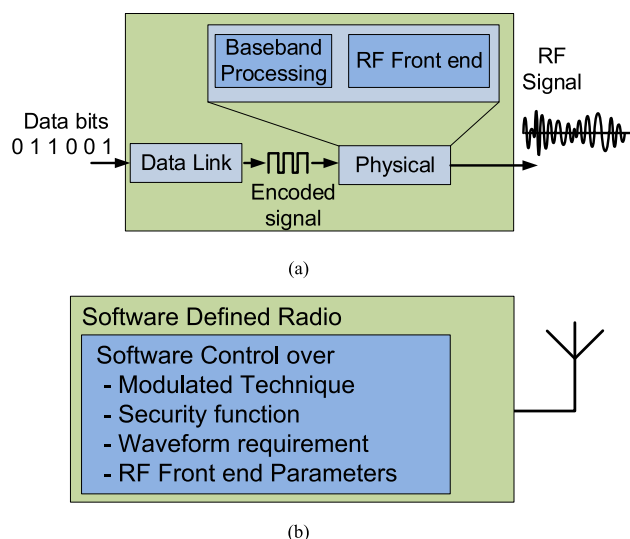 Baseband
Processing
RF Front end
RF
Signal
Data bits
0 1 1 0 0 1
Data Link
Physical
Encoded
signal
(a)
Software Defined Radio
Software Control over
- Modulated Technique
- Security function
- Waveform requirement
- RF Front end Parameters
(b)